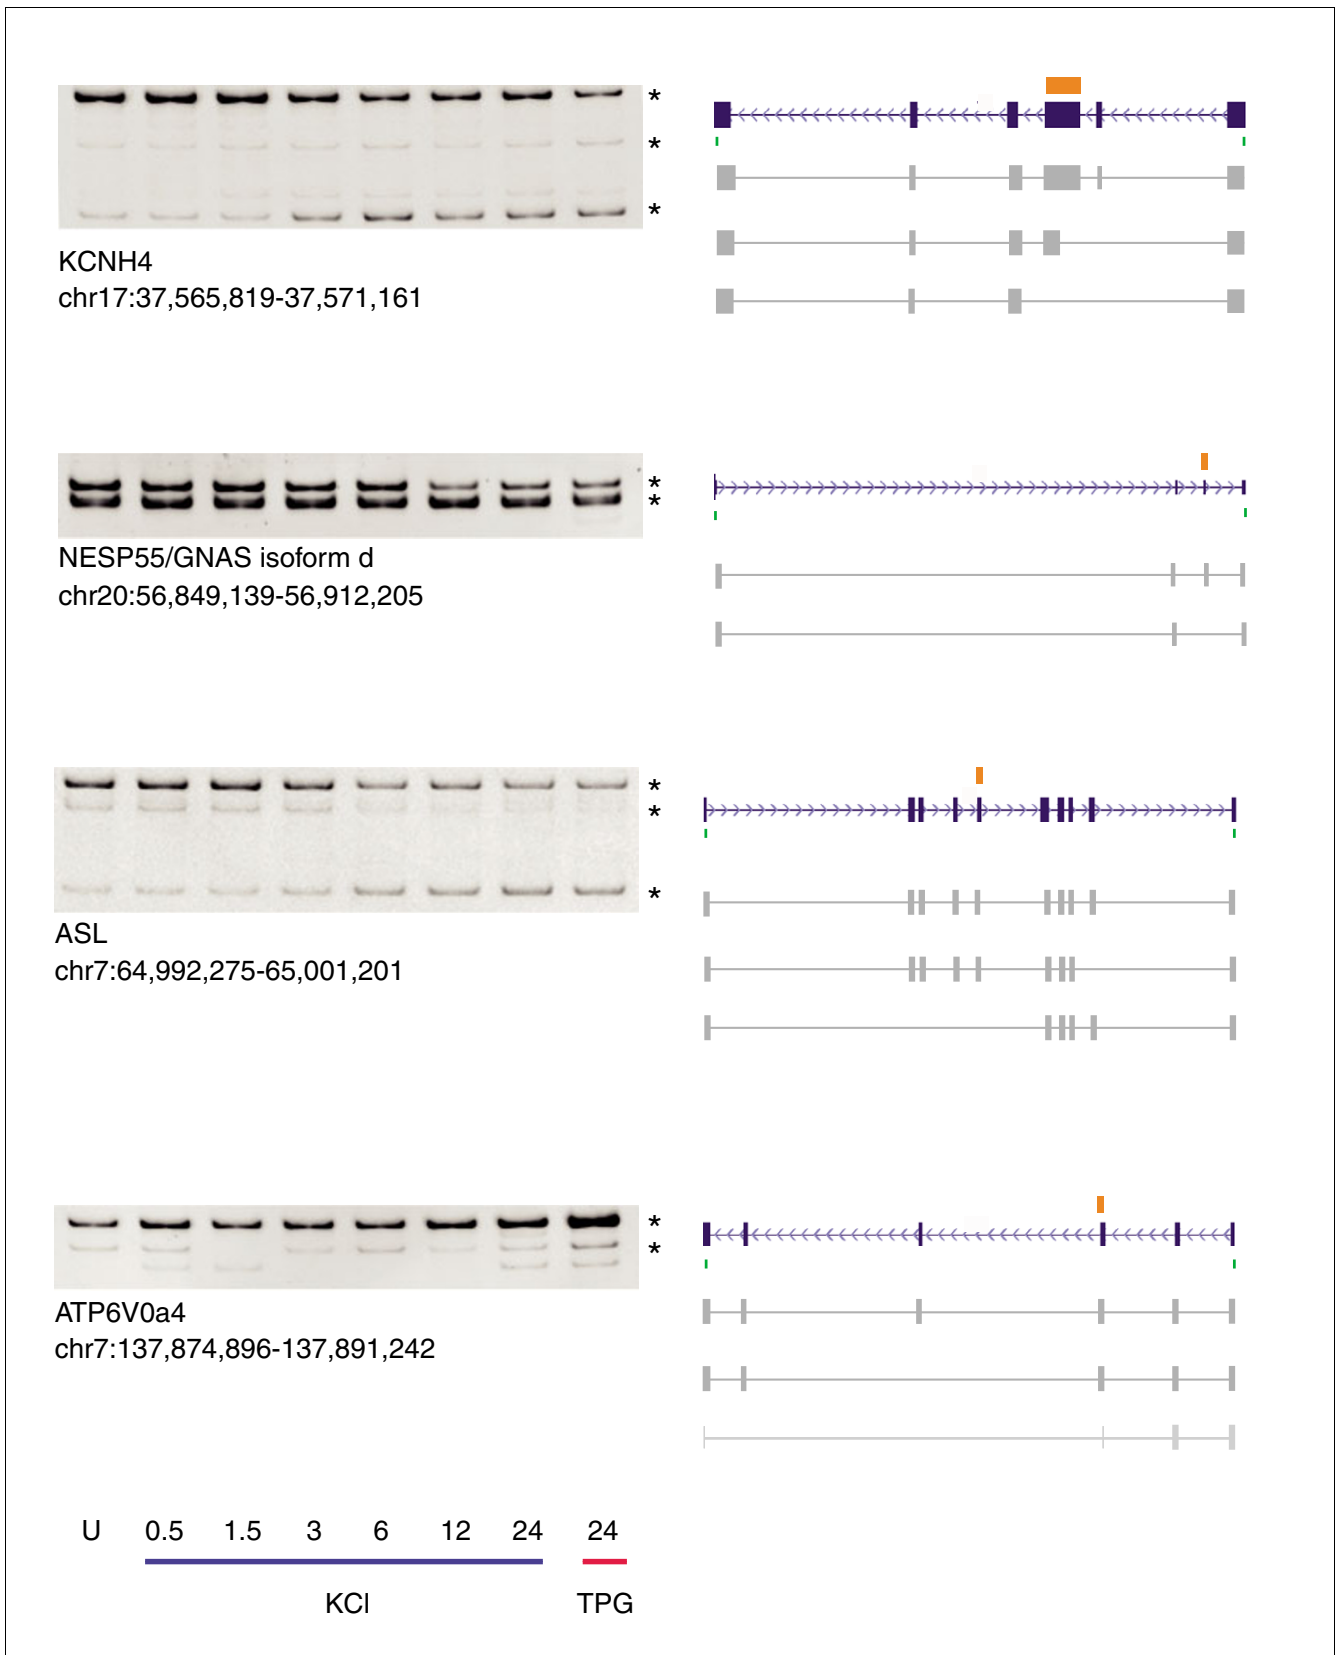 *
*
*
KCNH4
chr17:37,565,819-37,571,161
*
*
NESP55/GNAS isoform d
chr20:56,849,139-56,912,205
*
*
*
ASL
chr7:64,992,275-65,001,201
*
*
ATP6V0a4
chr7:137,874,896-137,891,242
U 0.5 1.5 3 6 12 24 24
KCl TPG